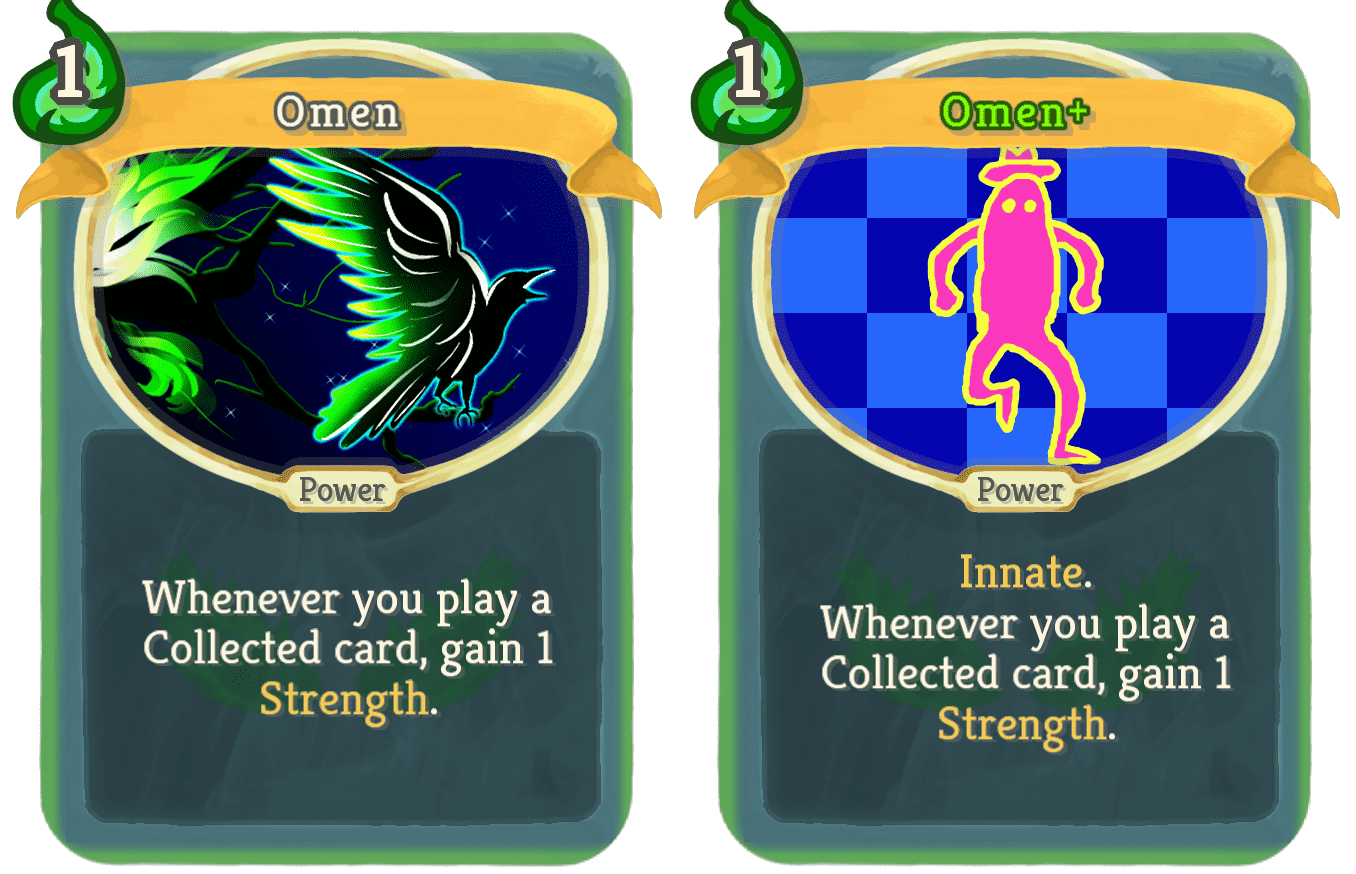 1
Omen
Power
Whenever you play a
Collected card, gain 1
Strength.
1
Omen+
Power
Innate.
Whenever you play a
Collected card, gain 1
Strength.